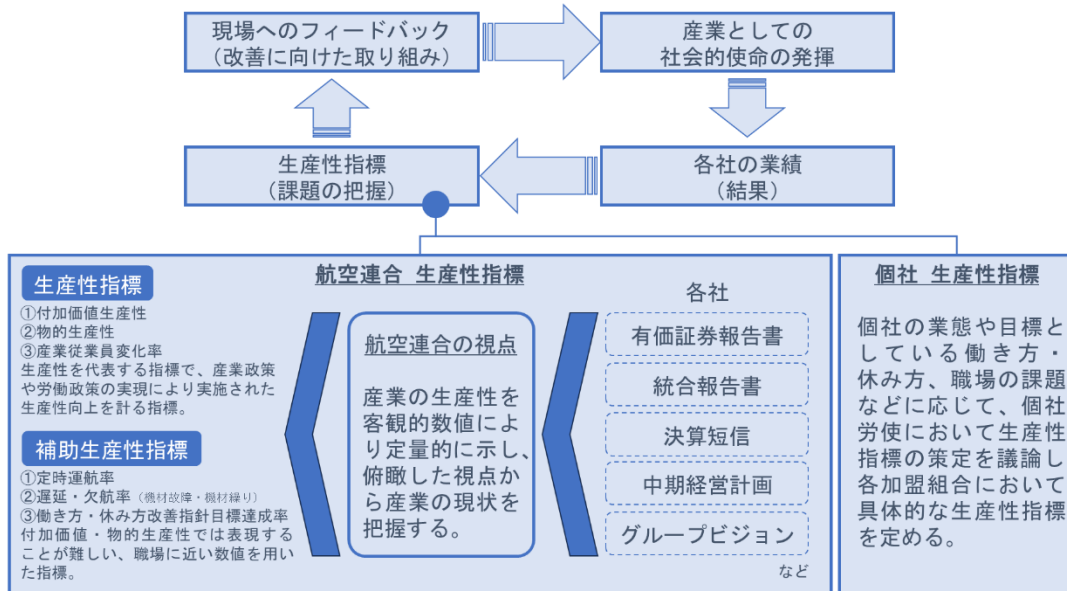 現場へのフィードバック
（改善に向けた取り組み）
産業としての
社会的使命の発揮
生産性指標
（課題の把握）
各社の業績
（結果）
航空連合 生産性指標
生産性指標
①付加価値生産性
②物的生産性
③産業従業員変化率
生産性を代表する指標で、産業政策
や労働政策の実現により実施された
生産性向上を計る指標。
補助生産性指標
①定時運航率
②遅延・欠航率（機材故障・機材繰り）
③働き方・休み方改善指針目標達成率
付加価値・物的生産性では表現する
ことが難しい、職場に近い数値を用い
た指標。
航空連合の視点
産業の生産性を
客観的数値によ
り定量的に示し、
俯瞰した視点か
ら産業の現状を
把握する。
各社
有価証券報告書
統合報告書
決算短信
中期経営計画
グループビジョン
など
個社 生産性指標
個社の業態や目標と
している働き方・
休み方、職場の課題
などに応じて、個社
労使において生産性
指標の策定を議論し
各加盟組合において
具体的な生産性指標
を定める。